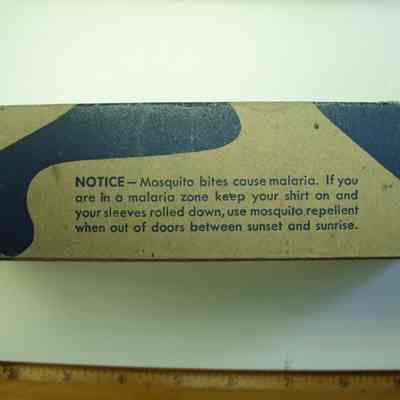 NOTICE — Mosquito bites cause malaria. If you
are in a malaria zone keep your shirt on and
your sleeves rolled down, use mosquito repellent
when out of doors between sunset and sunrise.